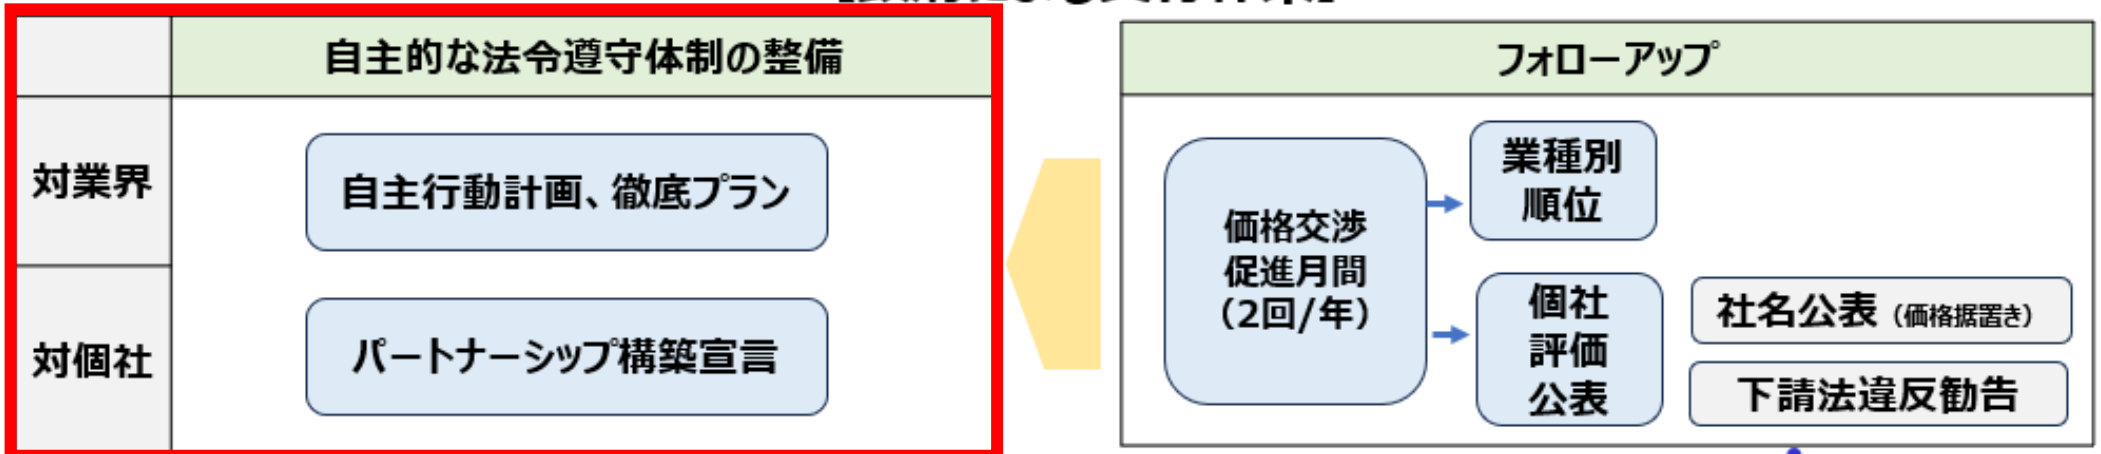 自主的な法令遵守体制の整備
対業界
自主行動計画、徹底プラン
対個社
パートナーシップ構築宣言
フォローアップ
価格交渉
促進月間
（2回/年）
業種別
順位
個社
評価
公表
社名公表（価格据置き）
下請法違反勧告